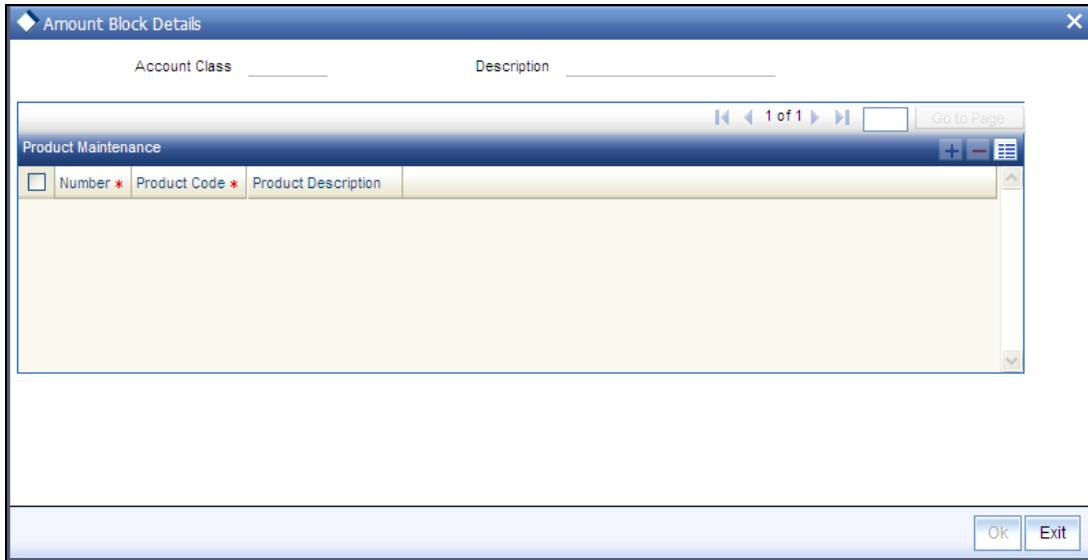 Amount Block Details
Account Class
Description
1 of 1
Go to Page
Product Maintenance
Number * Product Code * Product Description
Ok Exit